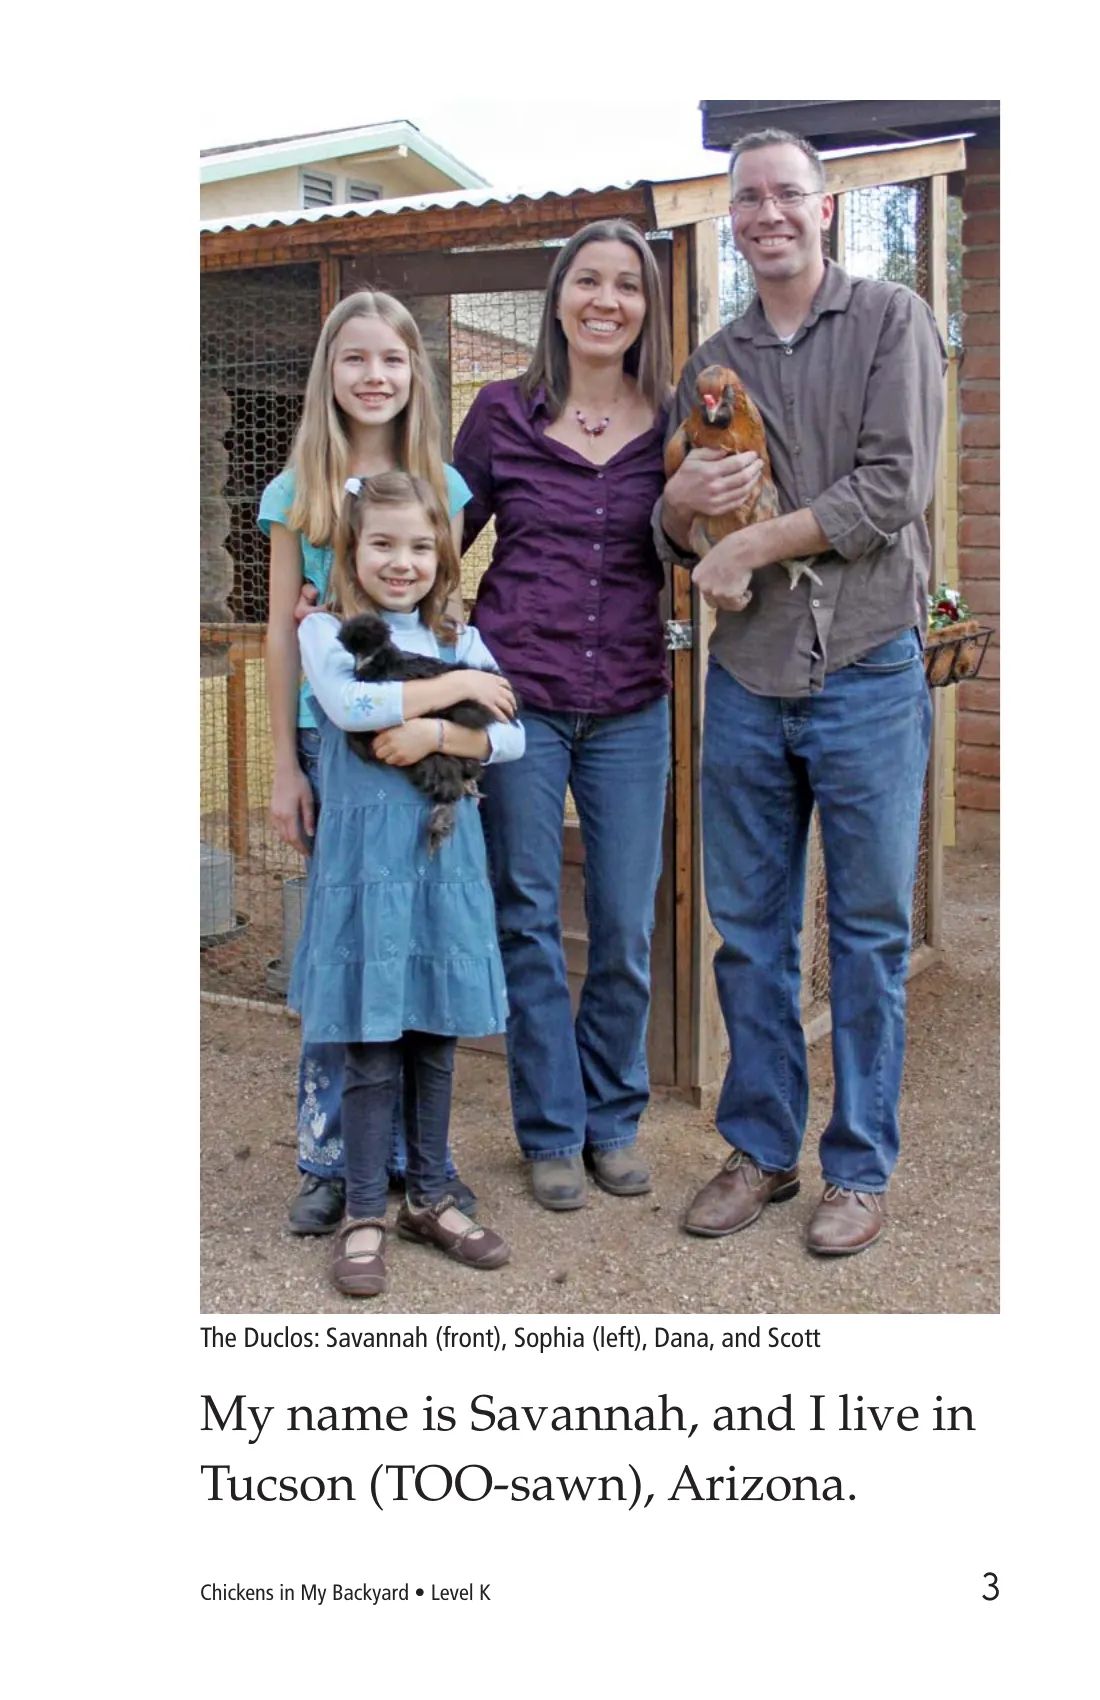 The Duclos: Savannah (front), Sophia (left), Dana, and Scott
My name is Savannah, and I live in
Tucson (TOO-sawn), Arizona.
Chickens in My Backyard • Level K
3